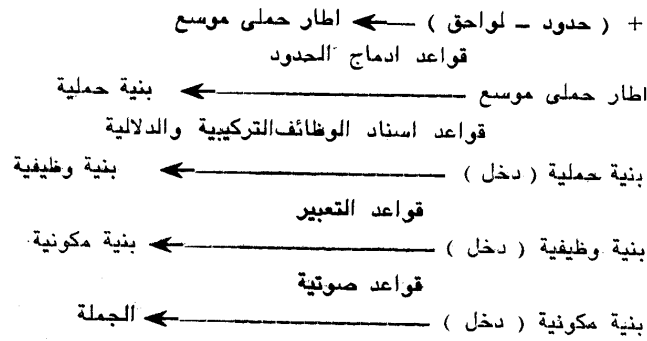 + ( حدود – لواحق ) ← اطار حملى موسع
قواعد ادماج الحدود
اطار حملى موسع ← بنية حملية
قواعد اسناد الوظائف التركيبية والدلالية
بنية حملية ( دخل ) ← بنية وظيفية
قواعد التعبير
بنية وظيفية ( دخل ) ← بنية مكونية
قواعد صوتية
بنية مكونية ( دخل ) ← الجملة